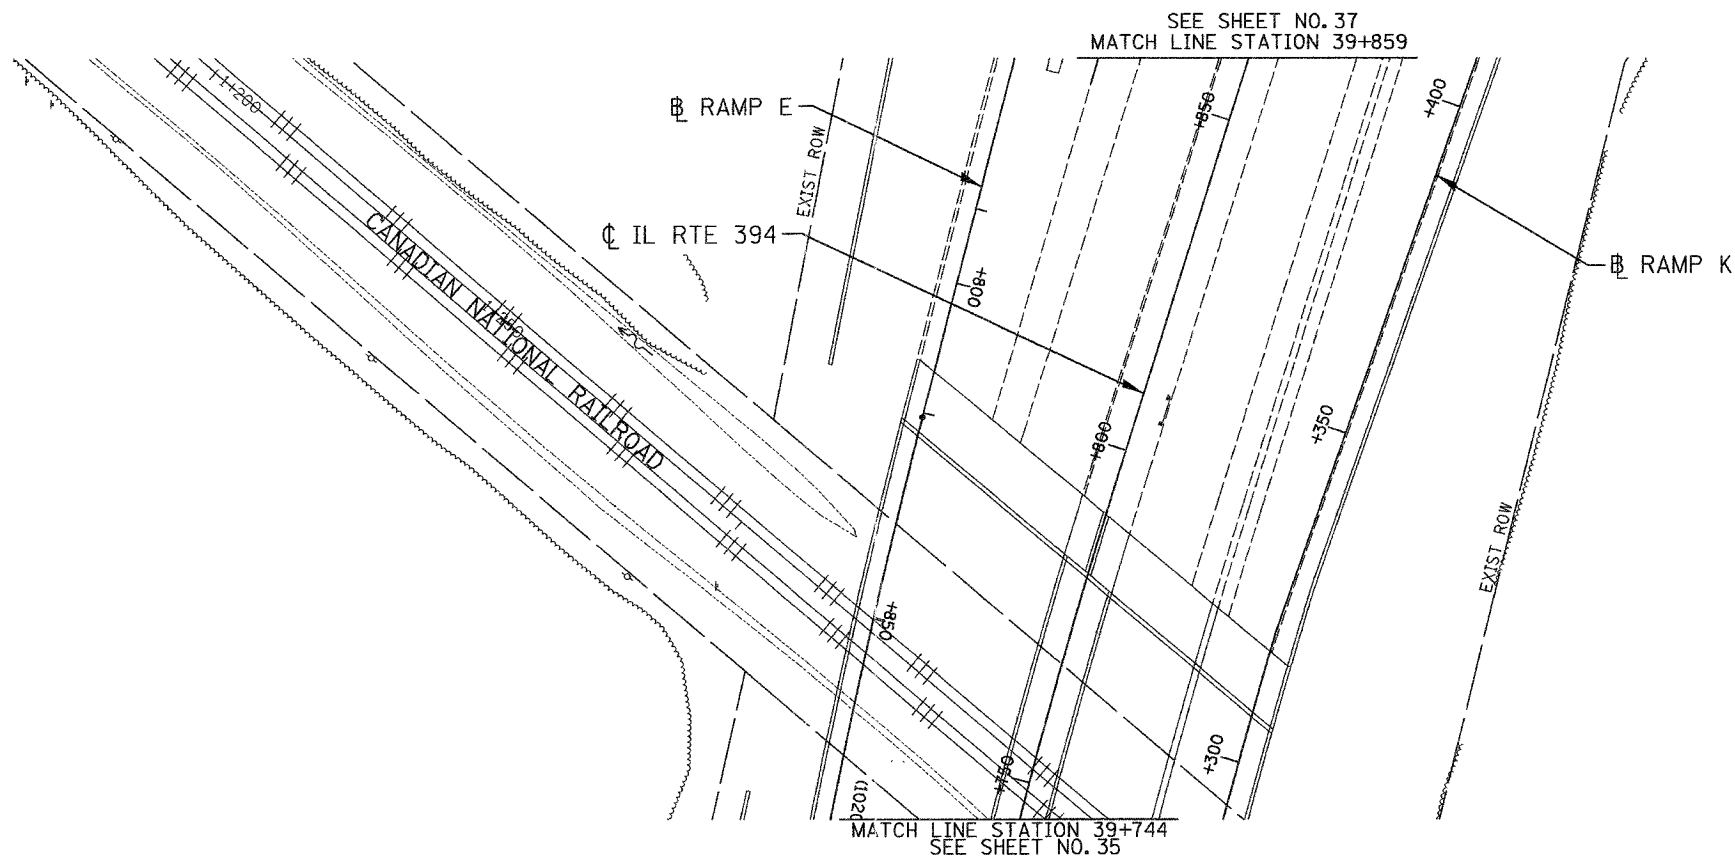 SEE SHEET NO. 37
MATCH LINE STATION 39+859
+400
1+200
℄ RAMP E
+850
EXIST ROW
CANADIAN NATIONAL RAILROAD
℄ IL RTE 394
℄ RAMP K
+800
+350
+800
EXIST ROW
+850
+300
+750
(1020
MATCH LINE STATION 39+744
SEE SHEET NO. 35